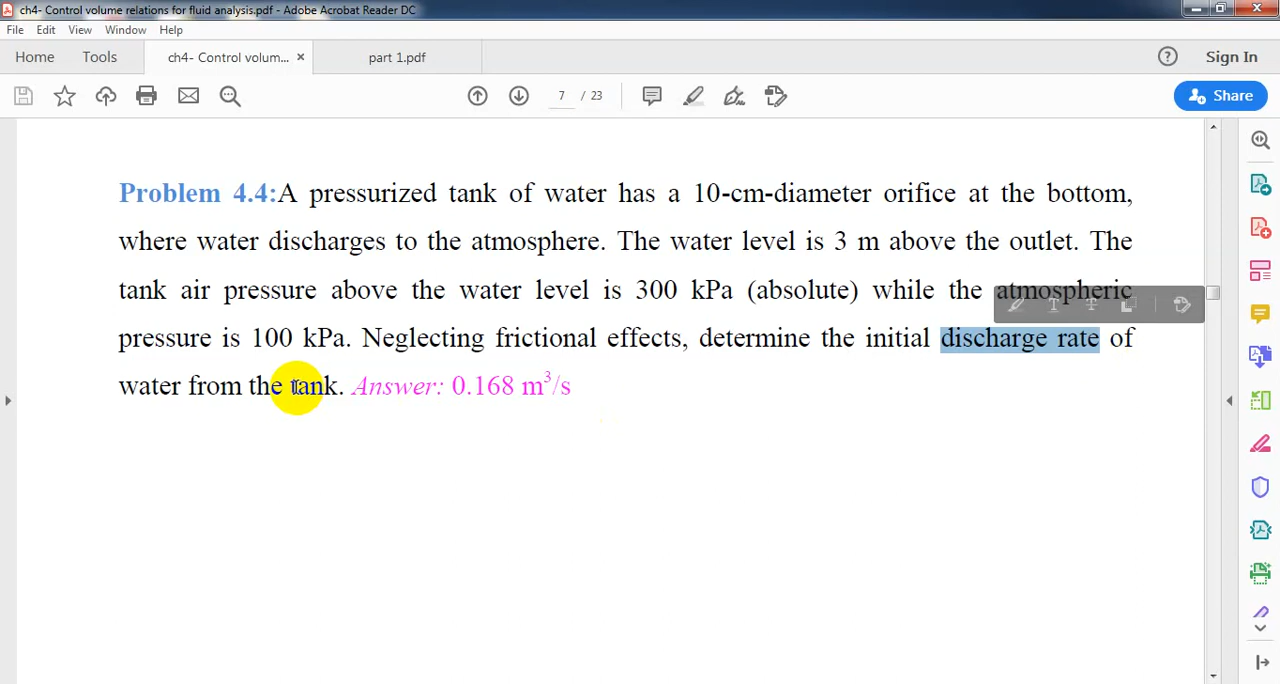 ch4- Control volume relations for fluid analysis.pdf - Adobe Acrobat Reader DC
File Edit View Window Help
Home Tools ch4- Control volum... × part 1.pdf Sign In
7 / 23 Share
Problem 4.4:A pressurized tank of water has a 10-cm-diameter orifice at the bottom,
where water discharges to the atmosphere. The water level is 3 m above the outlet. The
tank air pressure above the water level is 300 kPa (absolute) while the atmospheric
pressure is 100 kPa. Neglecting frictional effects, determine the initial discharge rate of
water from the tank. Answer: 0.168 m³/s